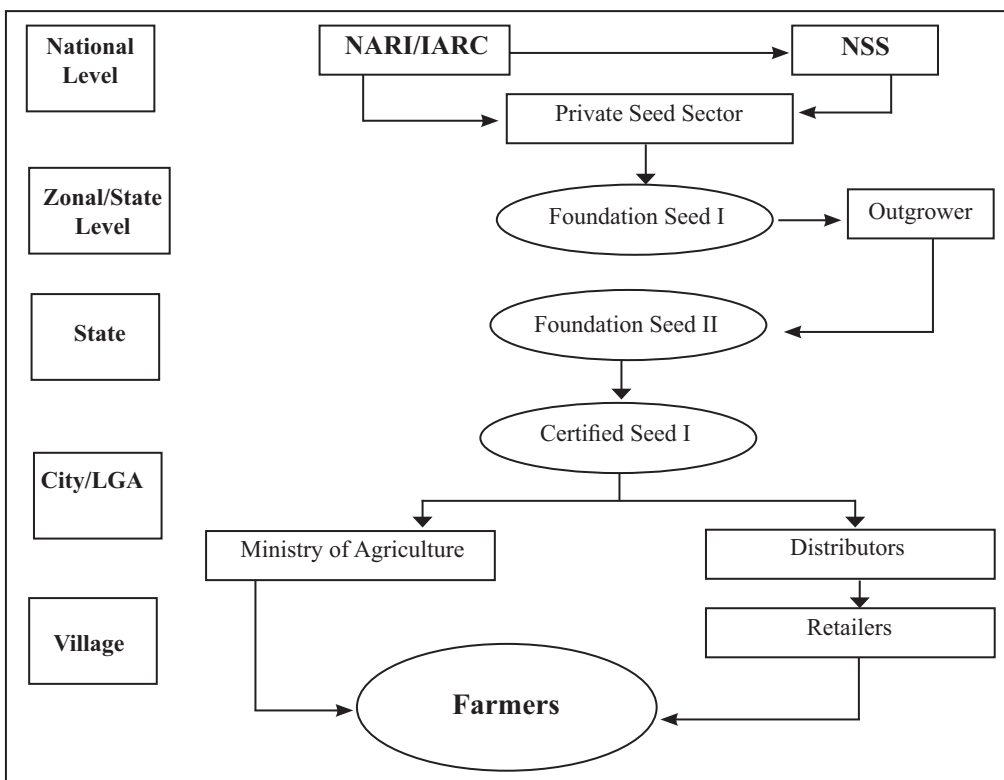 National
Level
NARI/IARC
NSS
Private Seed Sector
Zonal/State
Level
Foundation Seed I
Outgrower
State
Foundation Seed II
Certified Seed I
City/LGA
Ministry of Agriculture
Distributors
Village
Retailers
Farmers